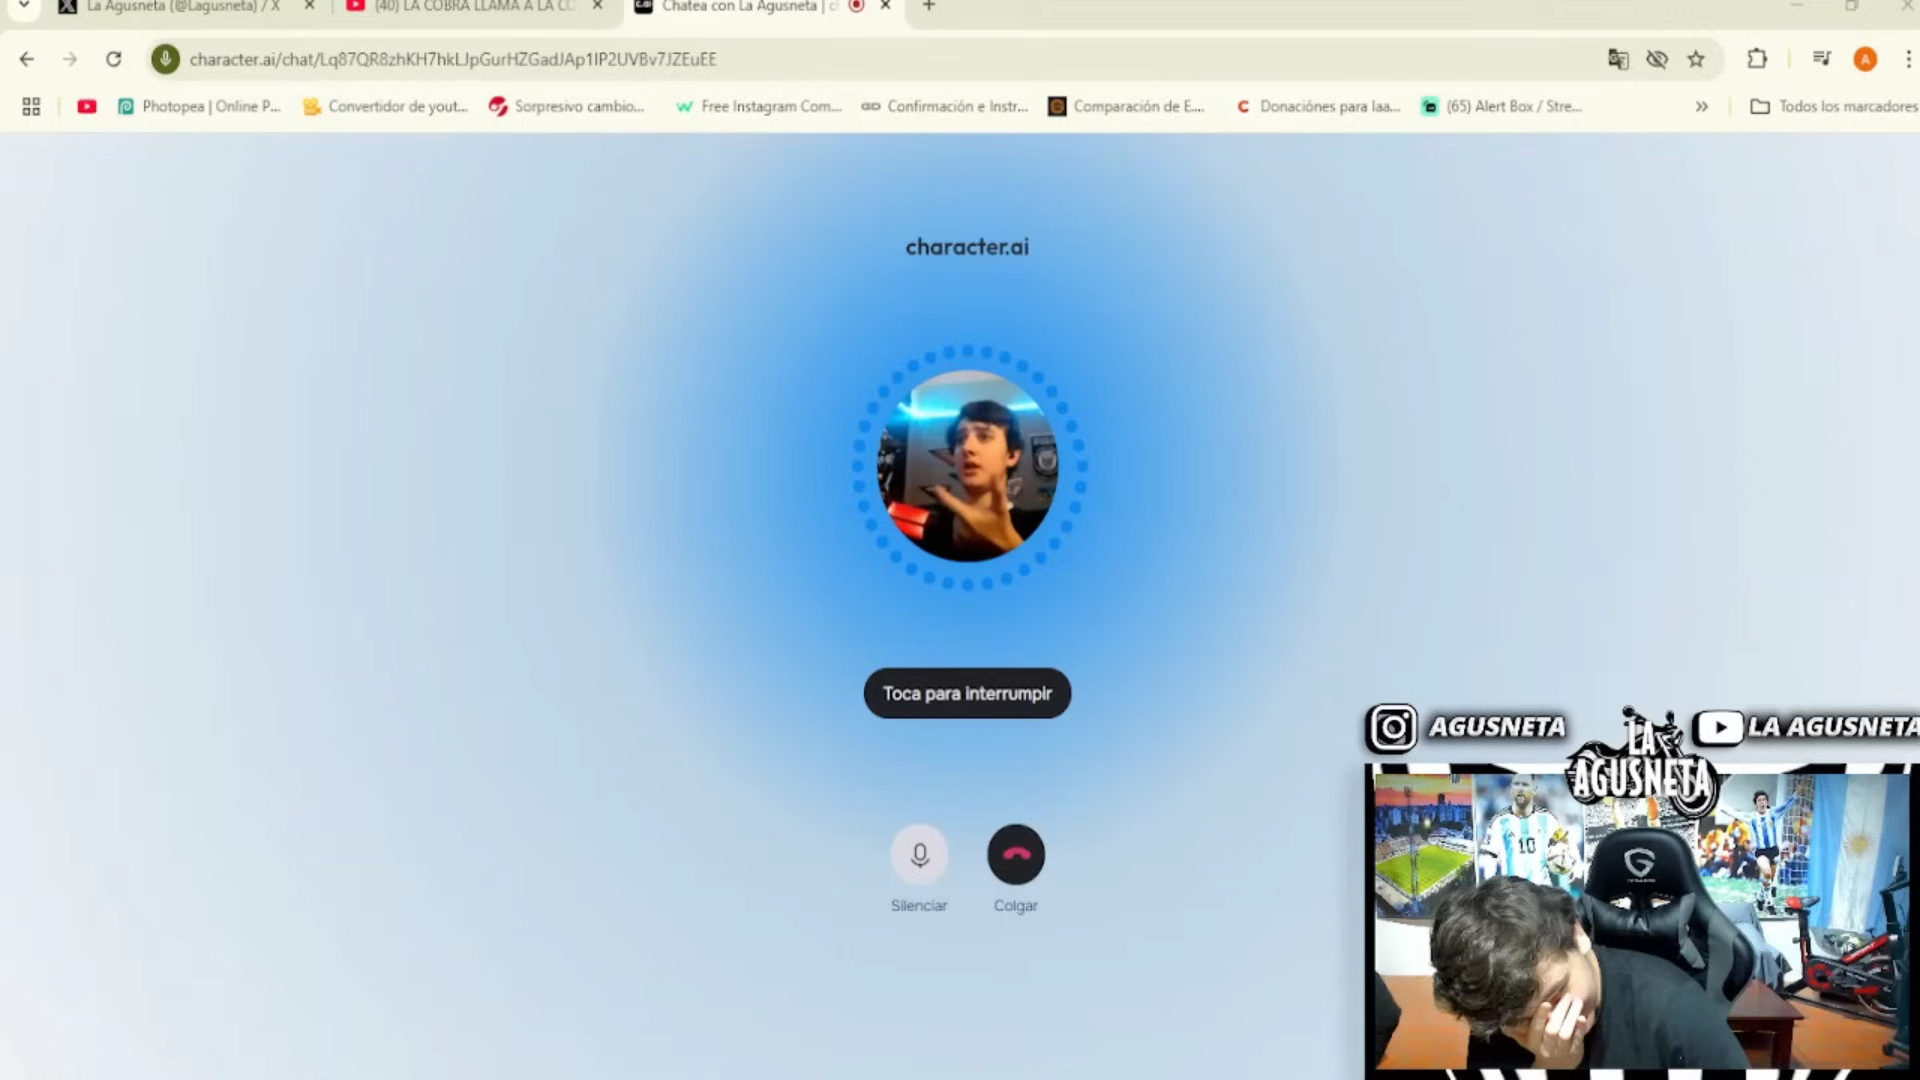 La Agusneta (@Lagusneta) / X
(40) LA COBRA LLAMA A LA CO
Chatea con La Agusneta | c
character.ai/chat/Lq87QR8zhKH7hkLJpGurHZGadJAp1IP2UVBv7JZEuEE
A
Photopea | Online P...
Convertidor de yout...
Sorpresivo cambio...
Free Instagram Com...
Confirmación e Instr...
Comparación de E....
Donaciónes para laa...
(65) Alert Box / Stre...
Todos los marcadores
character.ai
Toca para interrumpir
Silenciar
Colgar
AGUSNETA
LA AGUSNETA
LA
AGUSNETA
10